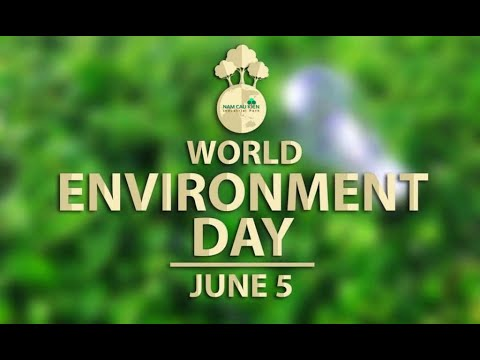 NAM CAU KIEN
Industrial Park
WORLD
ENVIRONMENT
DAY
JUNE 5